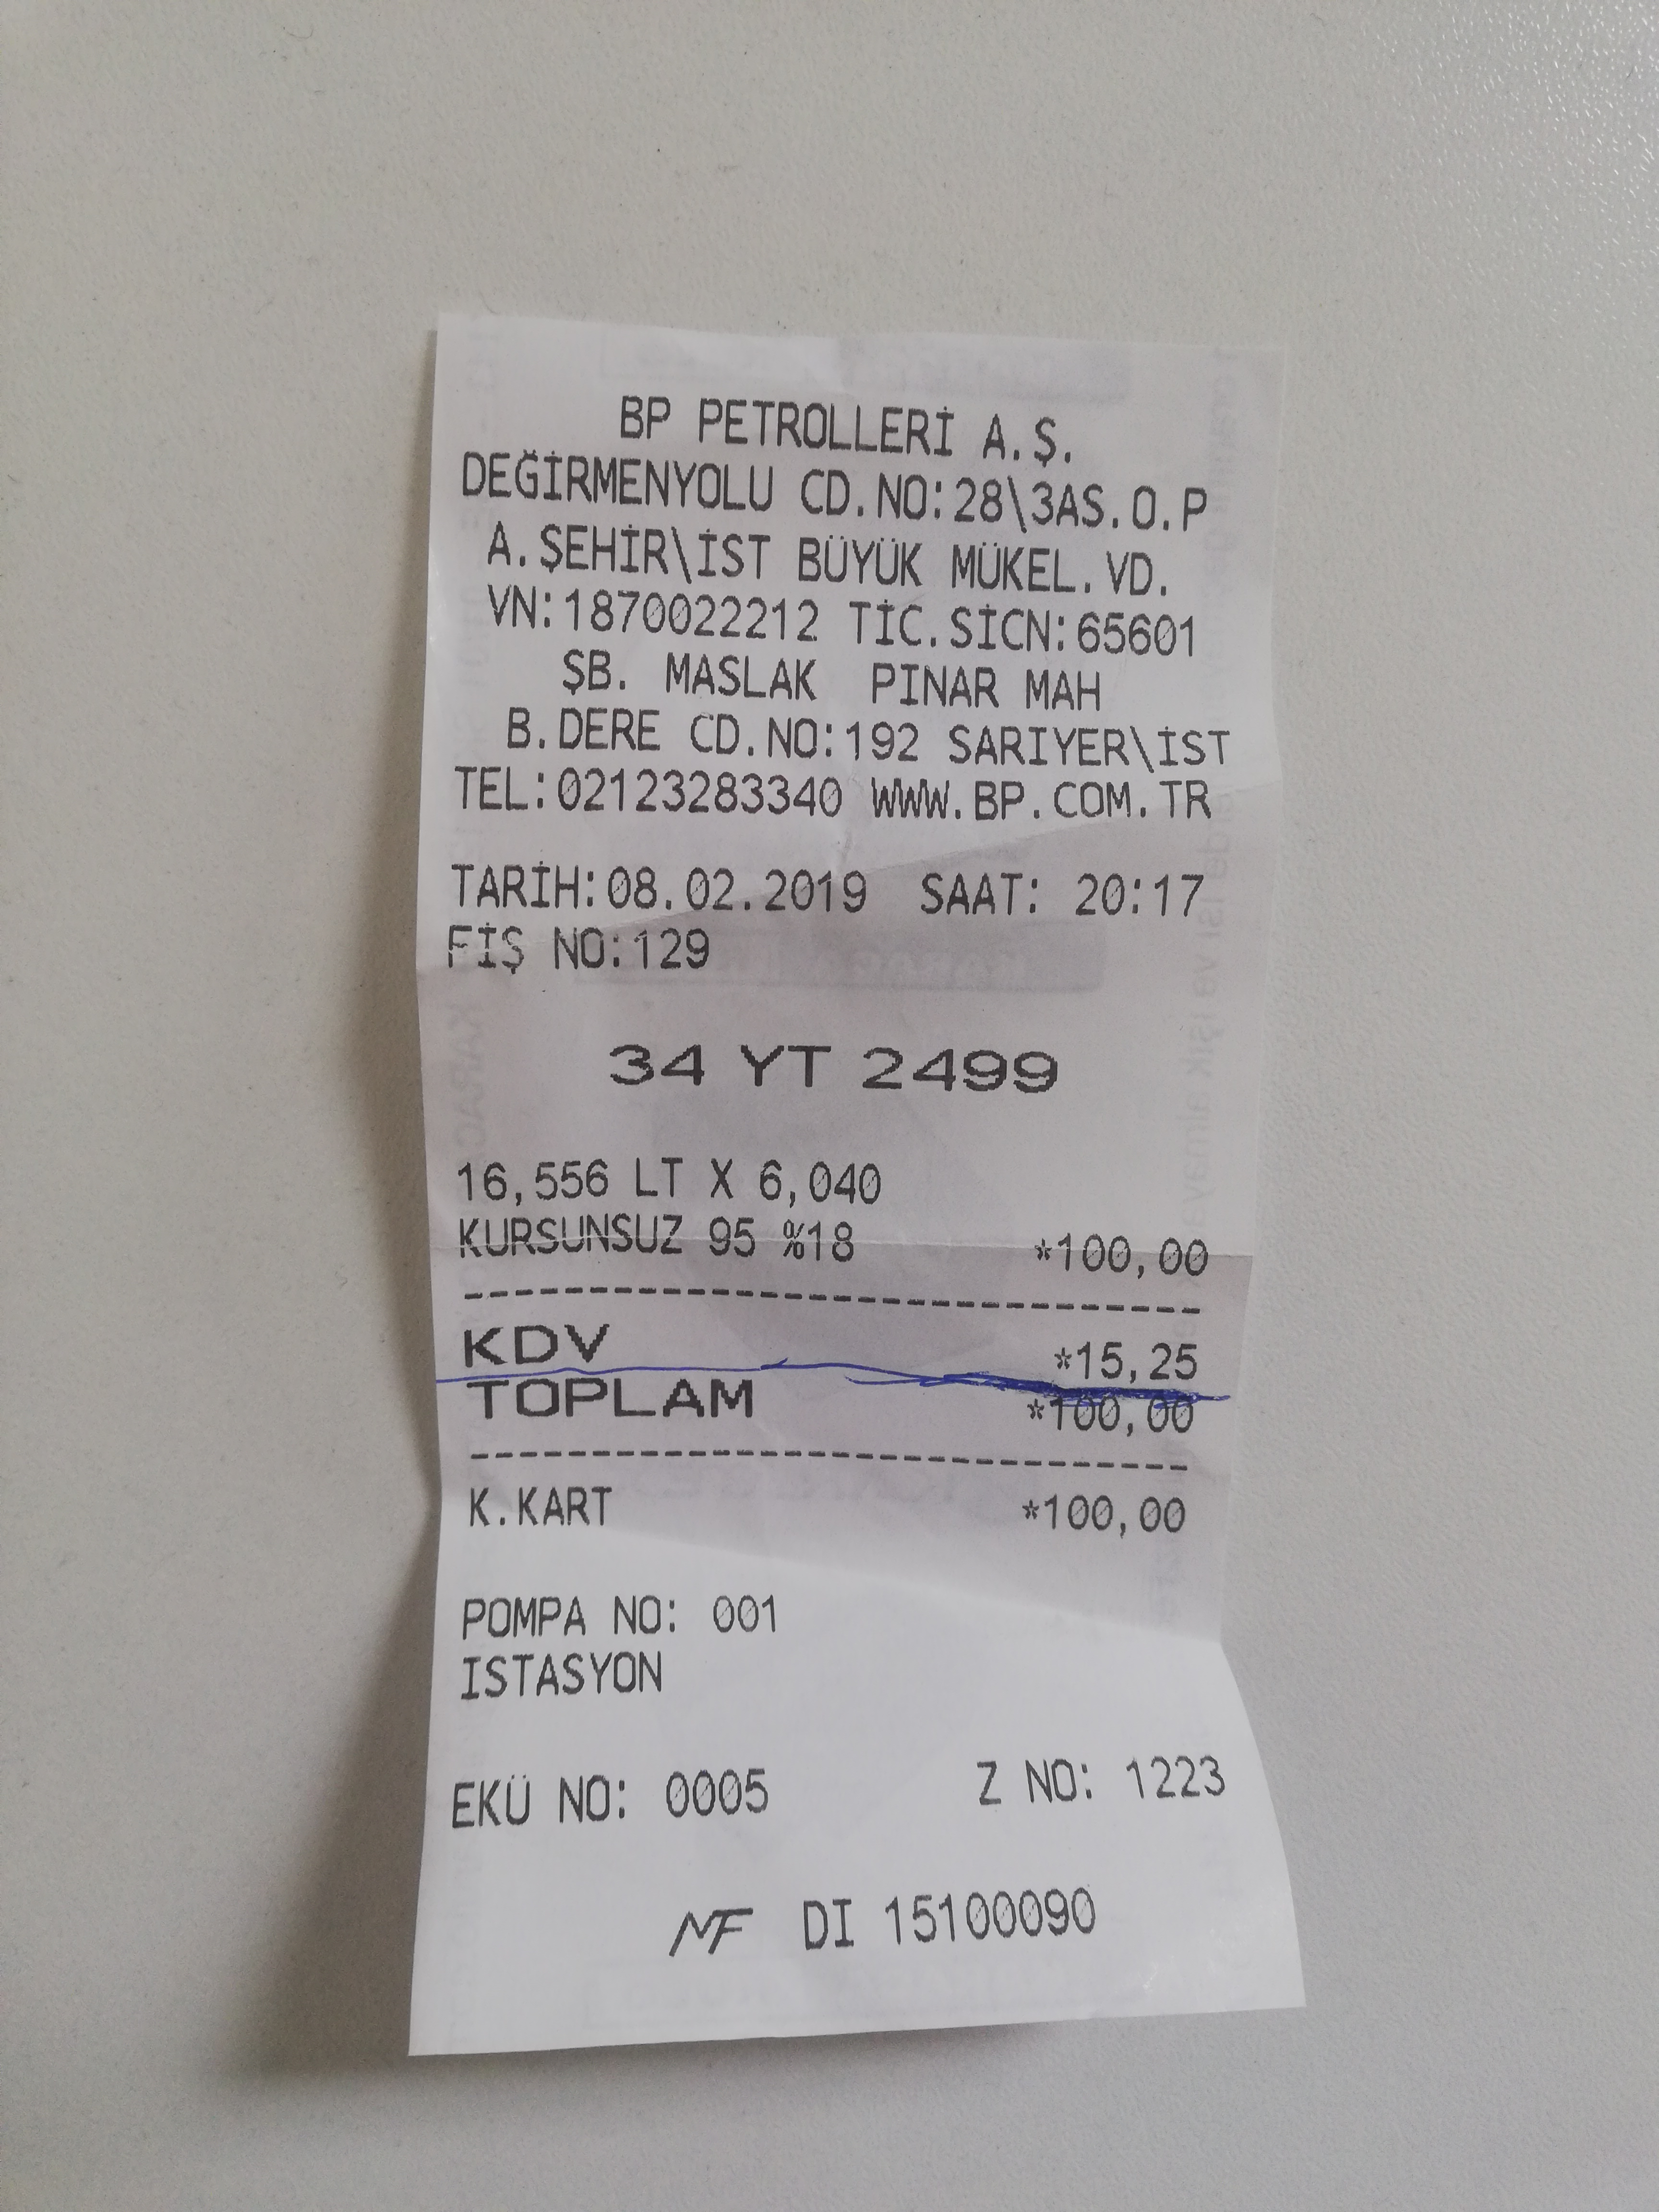 BP PETROLLERİ A.Ş.
DEĞİRMENYOLU CD.NO:28\3AS.O.P
A.ŞEHİR\İST BÜYÜK MÜKEL.VD.
VN:1870022212 TİC.SİCN:65601
ŞB. MASLAK PINAR MAH
B.DERE CD.NO:192 SARIYER\İST
TEL:02123283340 WWW.BP.COM.TR
TARİH:08.02.2019 SAAT: 20:17
FİŞ NO:129
34 YT 2499
16,556 LT X 6,040
KURSUNSUZ 95 %18 *100,00
KDV *15,25
TOPLAM *100,00
K.KART *100,00
POMPA NO: 001
ISTASYON
EKÜ NO: 0005 Z NO: 1223
MF DI 15100090